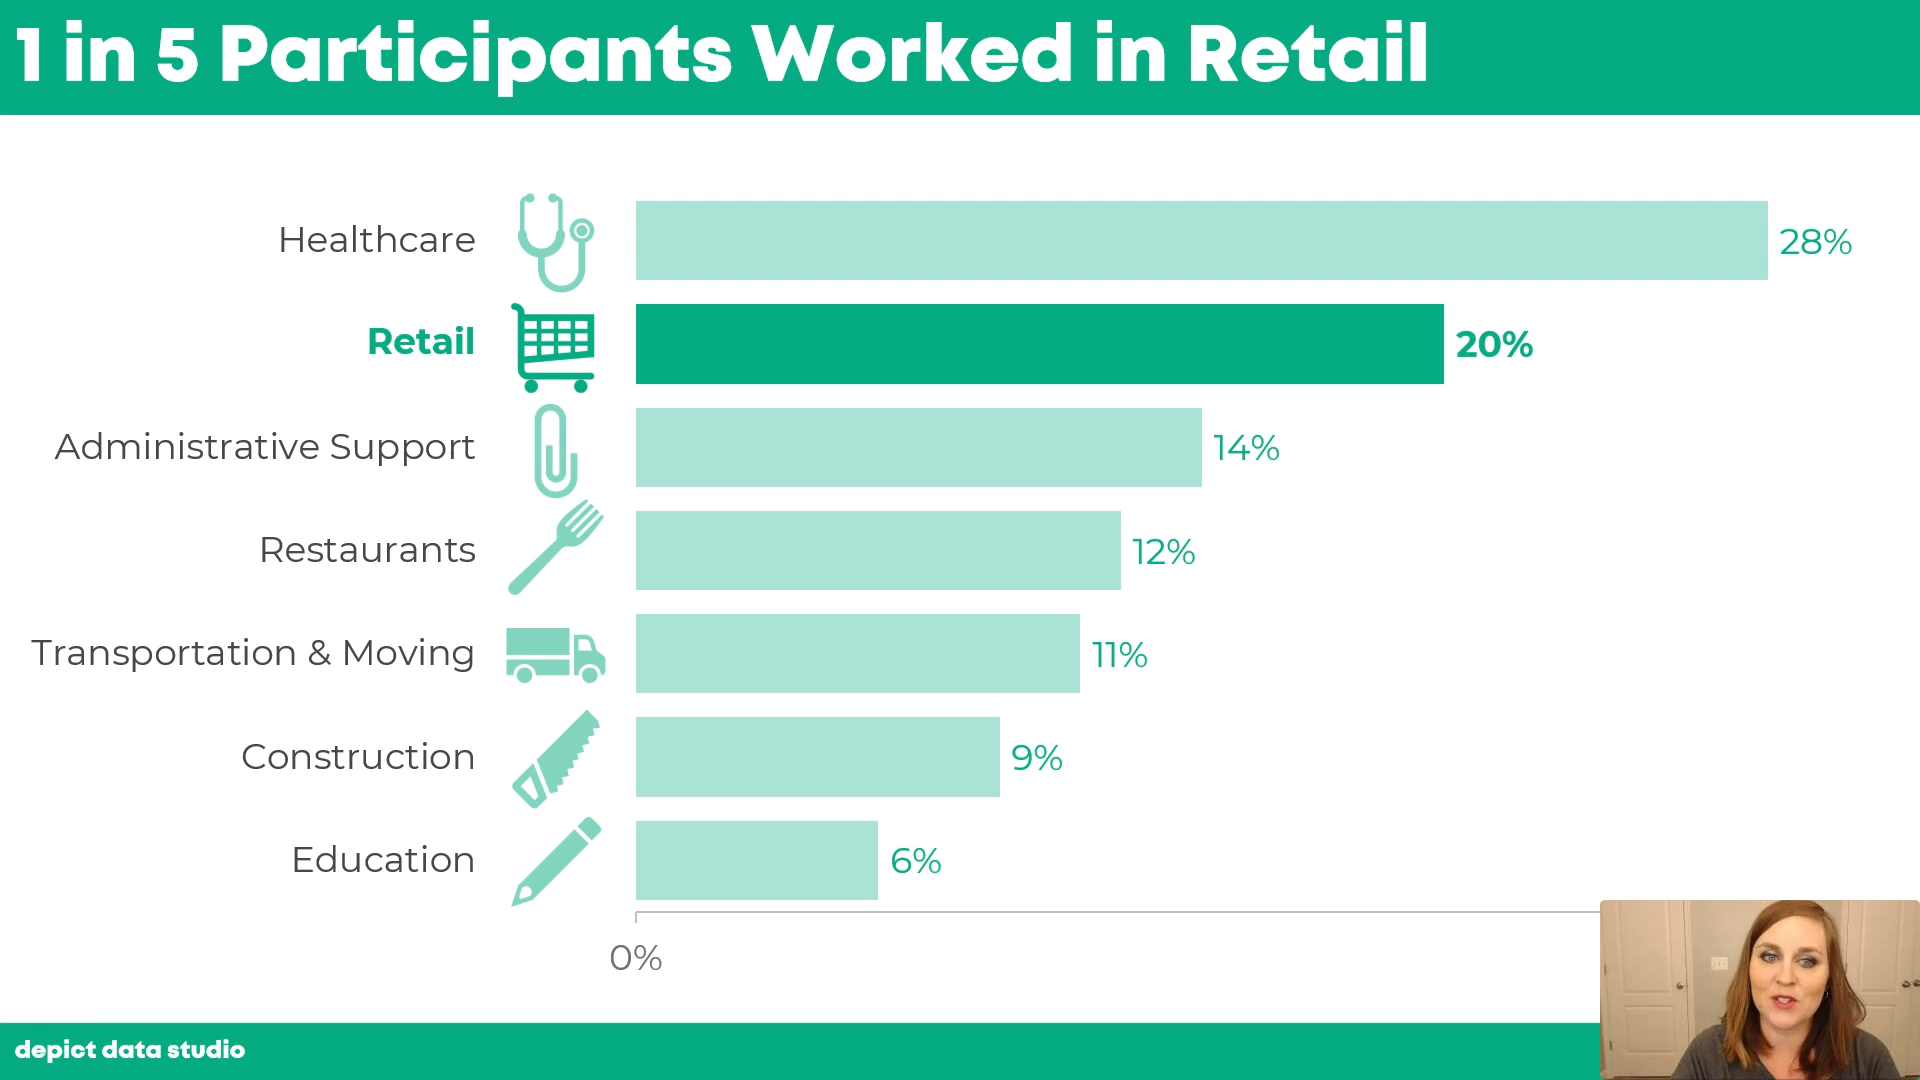 1 in 5 Participants Worked in Retail
Healthcare 28%
Retail 20%
Administrative Support 14%
Restaurants 12%
Transportation & Moving 11%
Construction 9%
Education 6%
0%
depict data studio